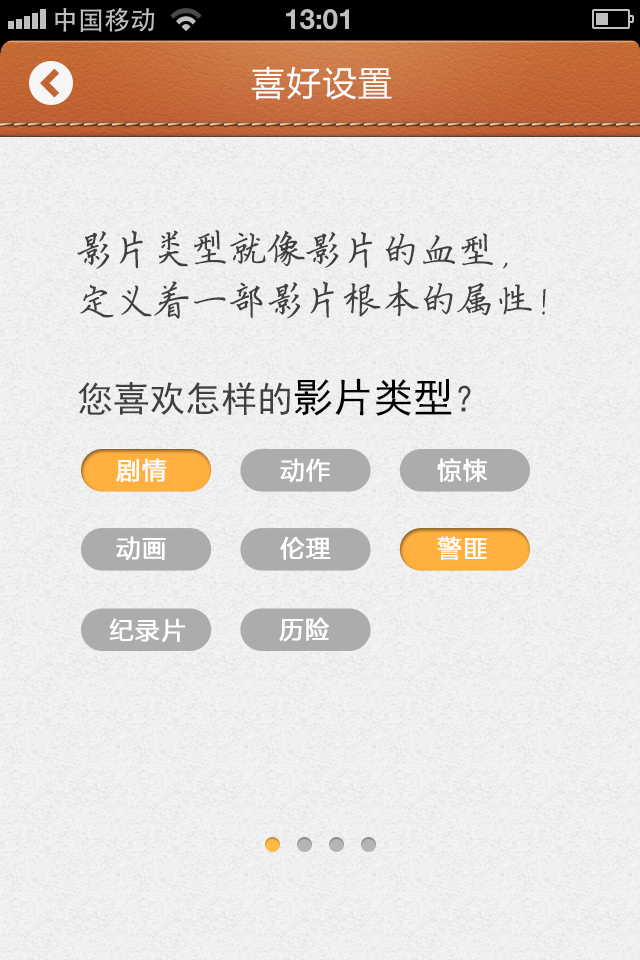 中国移动 13:01
喜好设置
影片类型就像影片的血型，
定义着一部影片根本的属性！
您喜欢怎样的影片类型？
剧情 动作 惊悚
动画 伦理 警匪
纪录片 历险